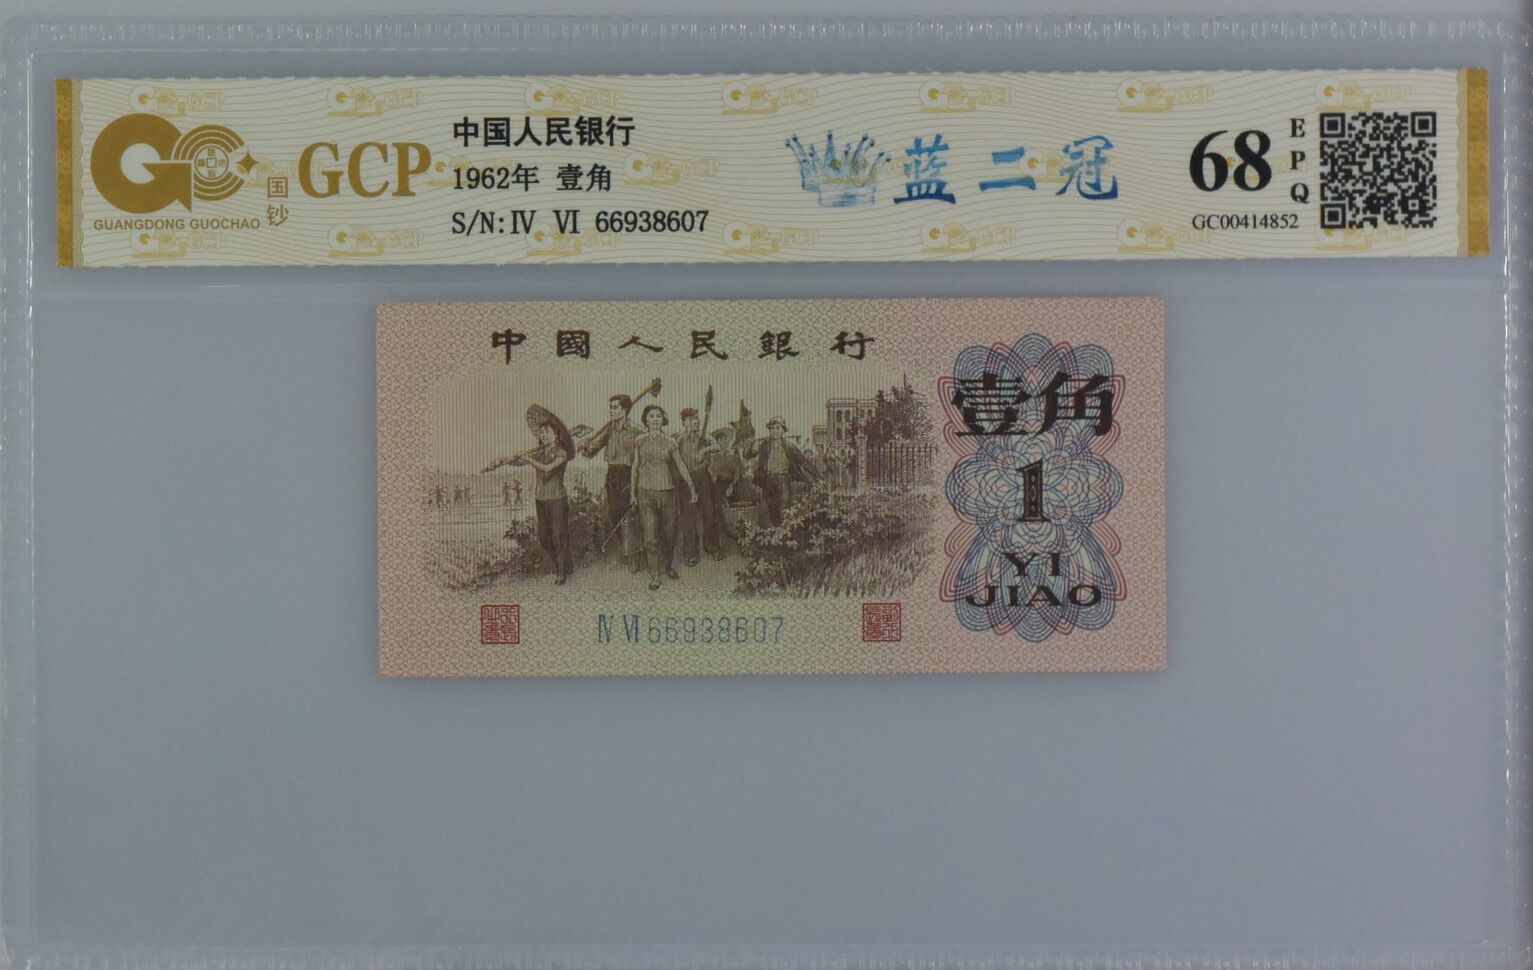 GUANGDONG GUOCHAO
国钞
GCP
中国人民银行
1962年 壹角
S/N: Ⅳ Ⅵ 66938607
蓝二冠
68
EPQ
GC00414852
中國人民銀行
壹角
1
YI
JIAO
Ⅳ Ⅵ 66938607